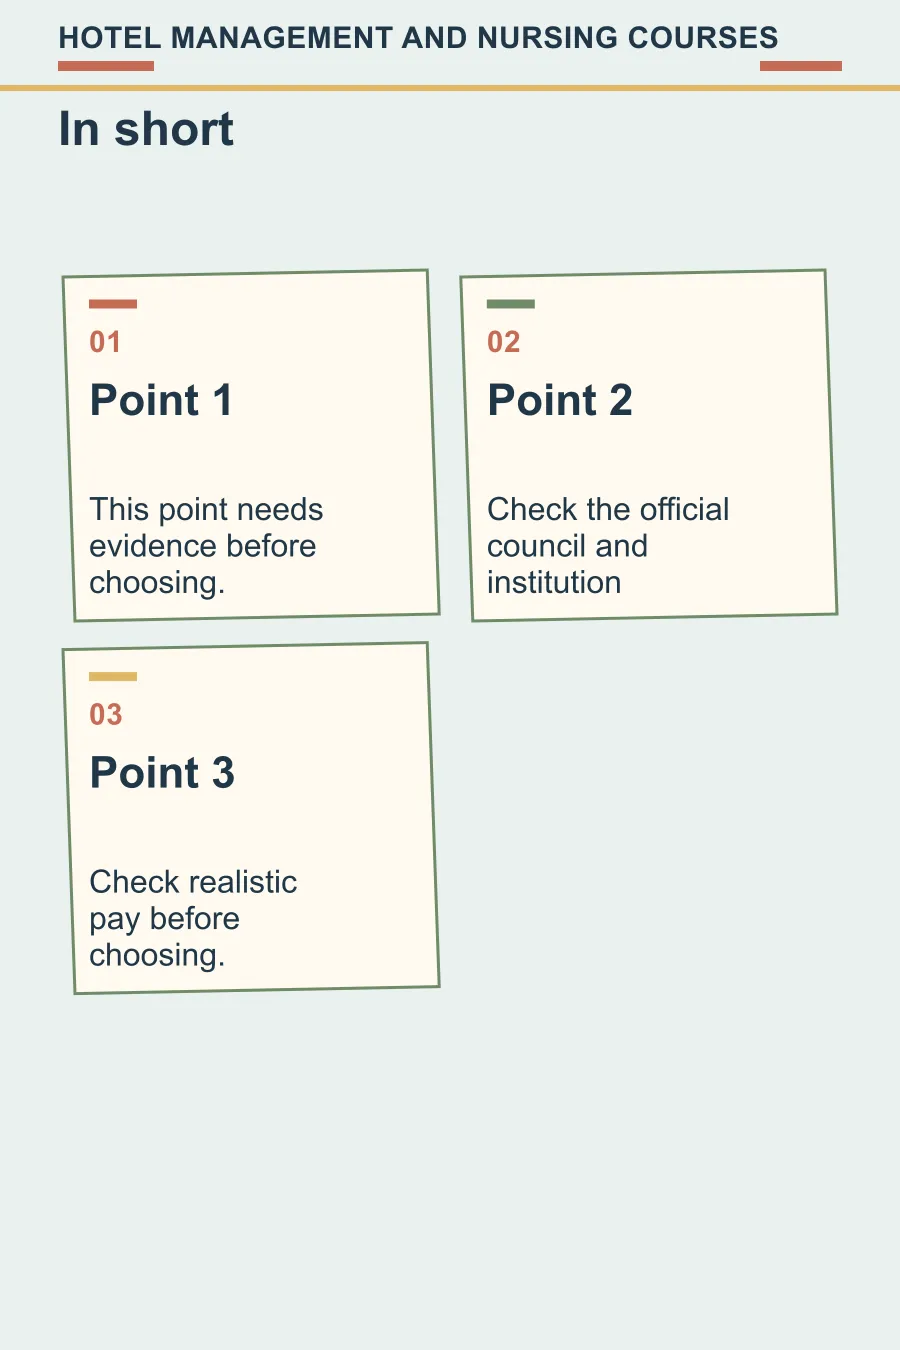 HOTEL MANAGEMENT AND NURSING COURSES
In short
01
Point 1
This point needs
evidence before
choosing.
02
Point 2
Check the official
council and
institution
03
Point 3
Check realistic
pay before
choosing.